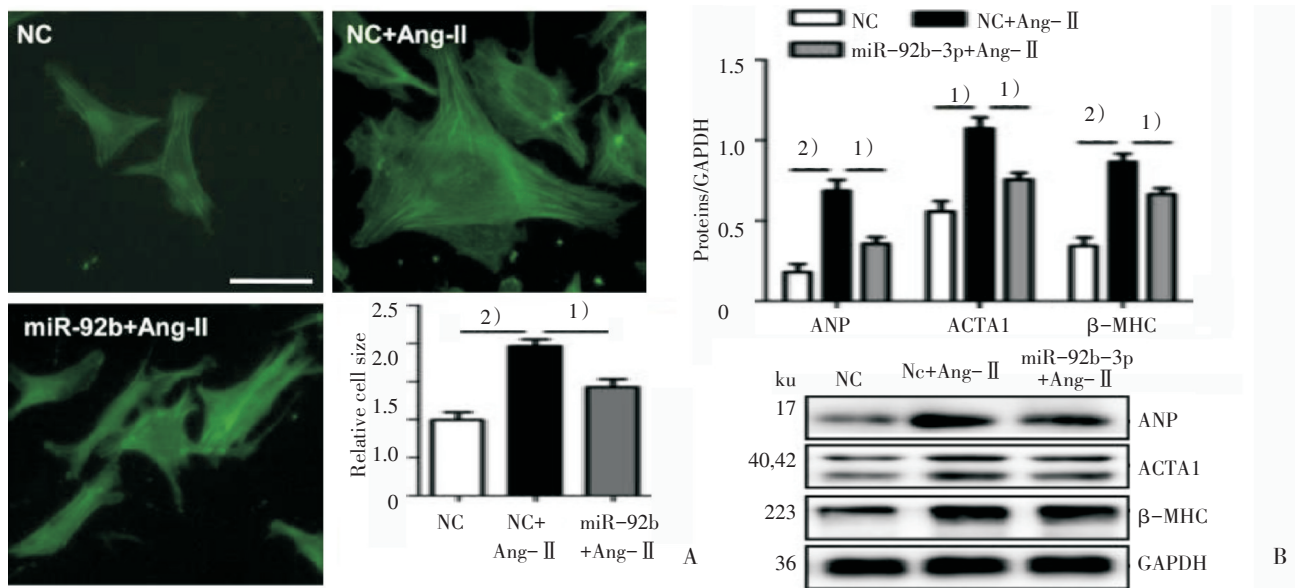 NC
NC+Ang-II
miR-92b+Ang-II
Relative cell size
2.5
2.0
1.5
1.0
0
2)
1)
NC
NC+
Ang-Ⅱ
miR-92b
+Ang-Ⅱ
A
NC
NC+Ang-Ⅱ
miR-92b-3p+Ang-Ⅱ
Proteins/GAPDH
1.5
1.0
0.5
0
2)
1)
1)
1)
2)
1)
ANP
ACTA1
β-MHC
ku
NC
Nc+Ang-Ⅱ
miR-92b-3p
+Ang-Ⅱ
17
ANP
40,42
ACTA1
223
β-MHC
36
GAPDH
B